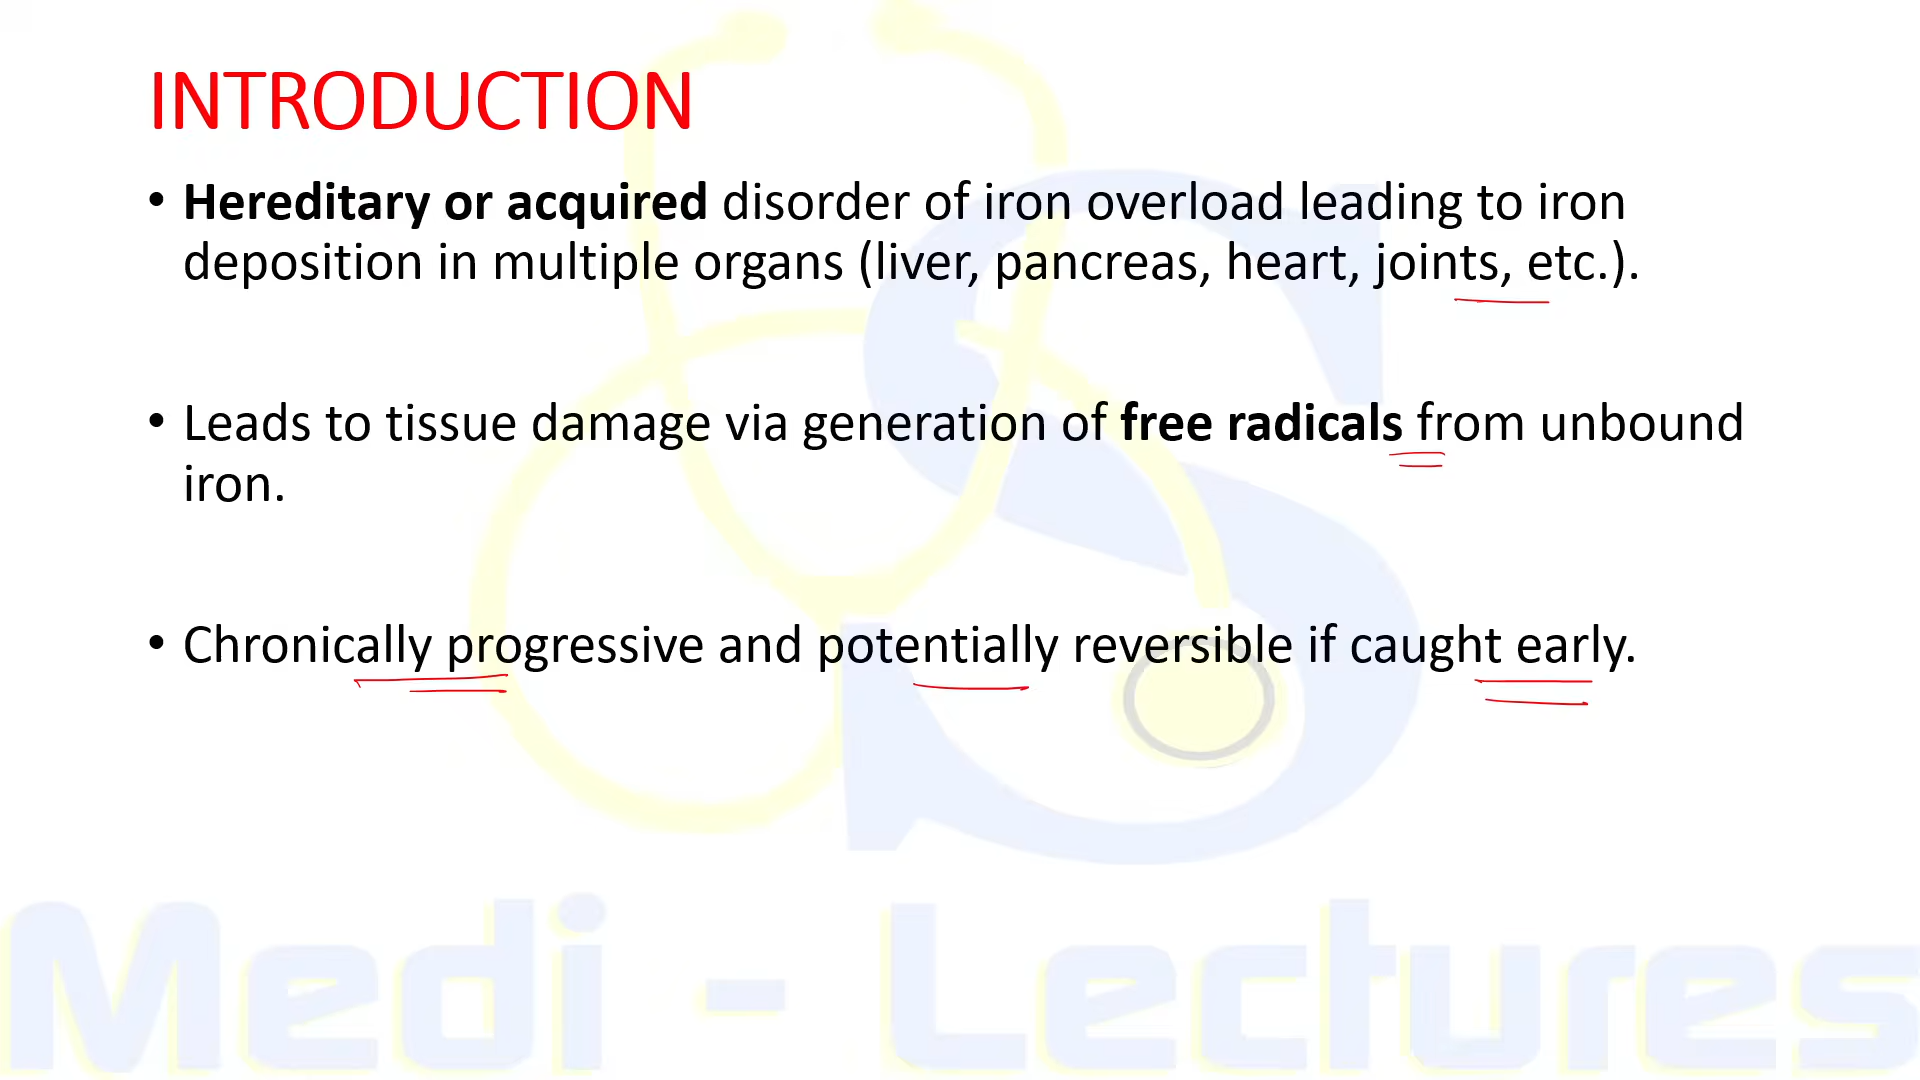 INTRODUCTION
• Hereditary or acquired disorder of iron overload leading to iron
deposition in multiple organs (liver, pancreas, heart, joints, etc.).
• Leads to tissue damage via generation of free radicals from unbound
iron.
• Chronically progressive and potentially reversible if caught early.
S
Medi - Lectures